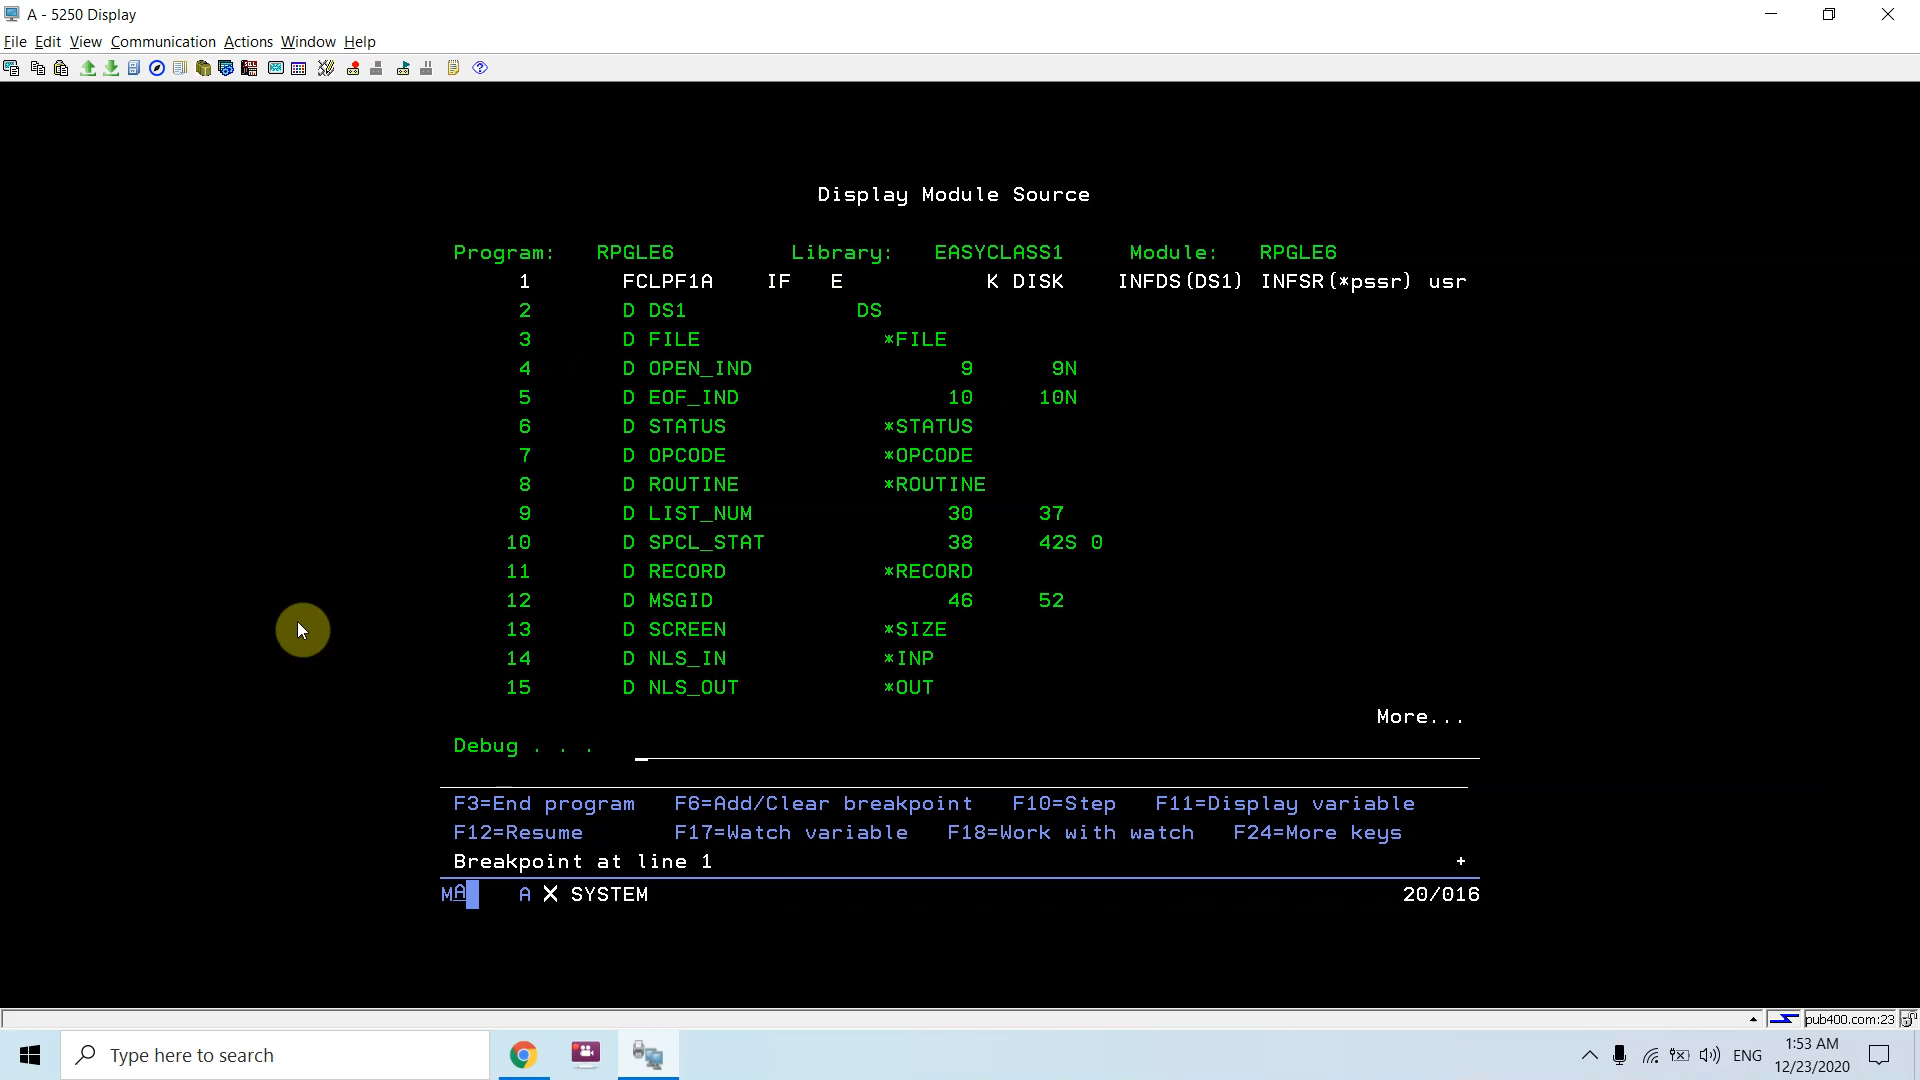 A - 5250 Display
File Edit View Communication Actions Window Help
Display Module Source
Program: RPGLE6 Library: EASYCLASS1 Module: RPGLE6
1 FCLPF1A IF E K DISK INFDS(DS1) INFSR(*pssr) usr
2 D DS1 DS
3 D FILE *FILE
4 D OPEN_IND 9 9N
5 D EOF_IND 10 10N
6 D STATUS *STATUS
7 D OPCODE *OPCODE
8 D ROUTINE *ROUTINE
9 D LIST_NUM 30 37
10 D SPCL_STAT 38 42S 0
11 D RECORD *RECORD
12 D MSGID 46 52
13 D SCREEN *SIZE
14 D NLS_IN *INP
15 D NLS_OUT *OUT
More...
Debug . . .
F3=End program F6=Add/Clear breakpoint F10=Step F11=Display variable
F12=Resume F17=Watch variable F18=Work with watch F24=More keys
Breakpoint at line 1 +
MA A X SYSTEM 20/016
pub400.com:23
Type here to search
ENG
1:53 AM
12/23/2020